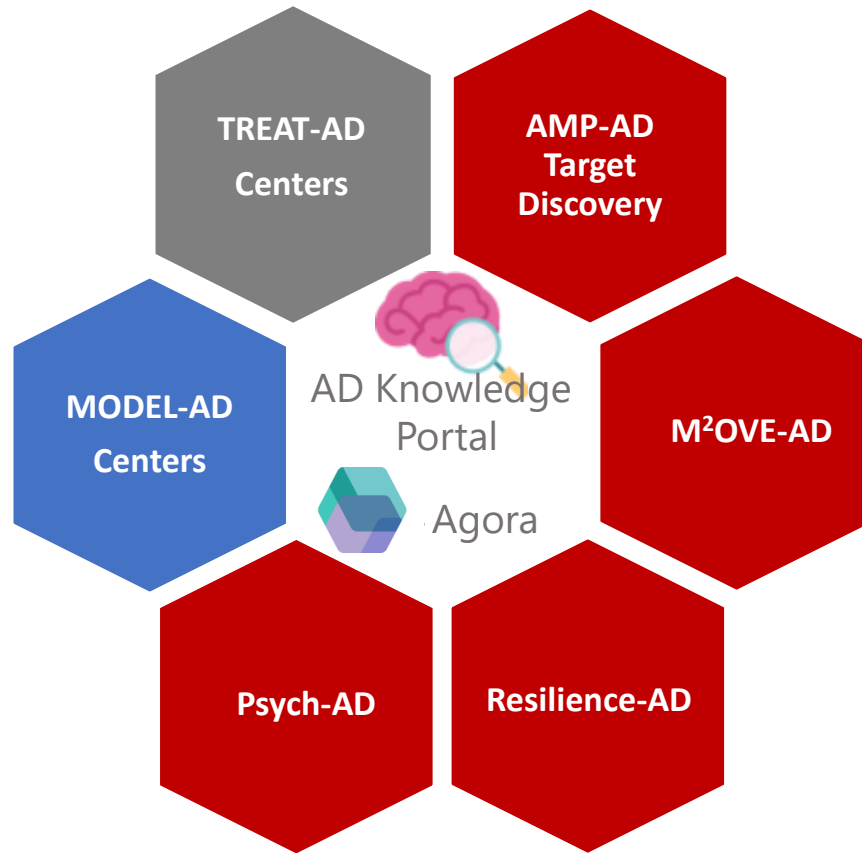 TREAT-AD
Centers
AMP-AD
Target
Discovery
MODEL-AD
Centers
AD Knowledge
Portal
Agora
M²OVE-AD
Psych-AD
Resilience-AD